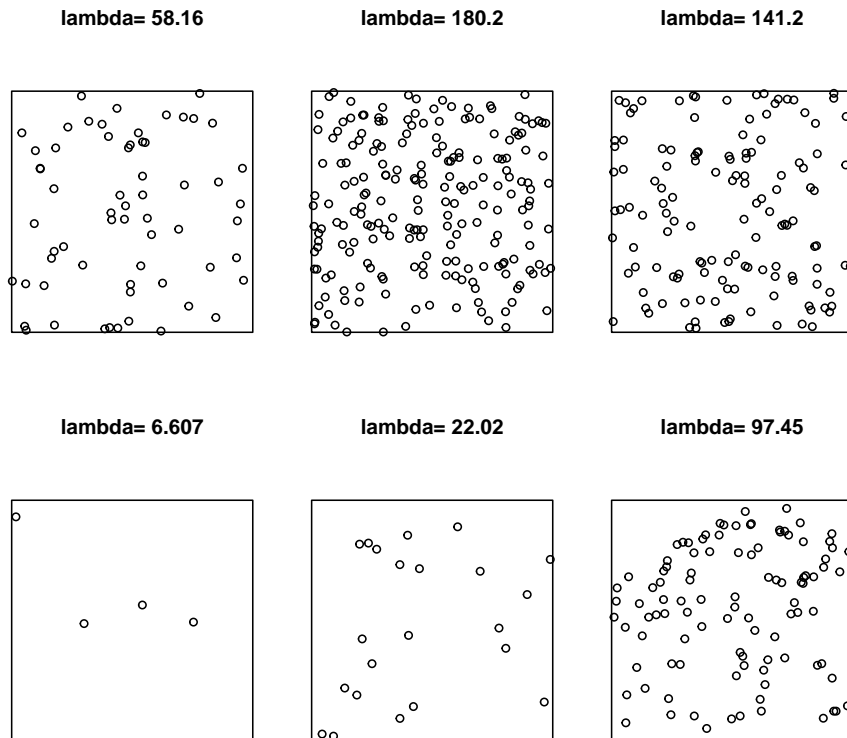 lambda= 58.16
lambda= 180.2
lambda= 141.2
lambda= 6.607
lambda= 22.02
lambda= 97.45